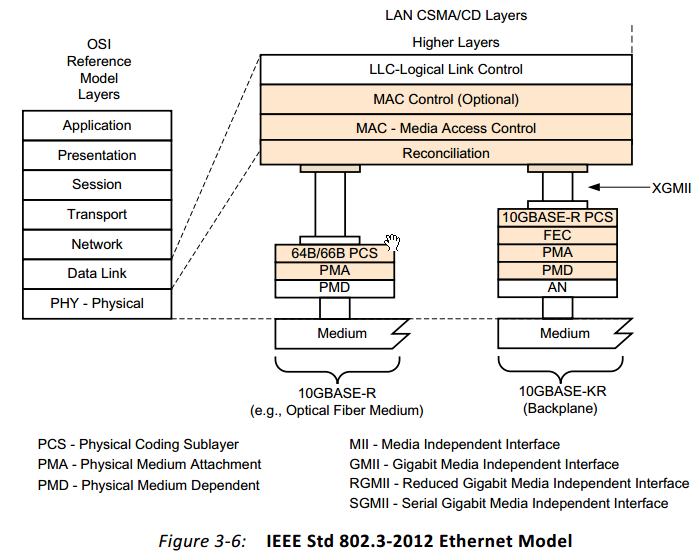 LAN CSMA/CD Layers
OSI
Reference
Model
Layers
Higher Layers
LLC-Logical Link Control
MAC Control (Optional)
MAC - Media Access Control
Reconciliation
Application
Presentation
Session
Transport
Network
Data Link
PHY - Physical
XGMII
64B/66B PCS
PMA
PMD
Medium
10GBASE-R
(e.g., Optical Fiber Medium)
10GBASE-R PCS
FEC
PMA
PMD
AN
Medium
10GBASE-KR
(Backplane)
PCS - Physical Coding Sublayer
PMA - Physical Medium Attachment
PMD - Physical Medium Dependent
MII - Media Independent Interface
GMII - Gigabit Media Independent Interface
RGMII - Reduced Gigabit Media Independent Interface
SGMII - Serial Gigabit Media Independent Interface
Figure 3-6: IEEE Std 802.3-2012 Ethernet Model